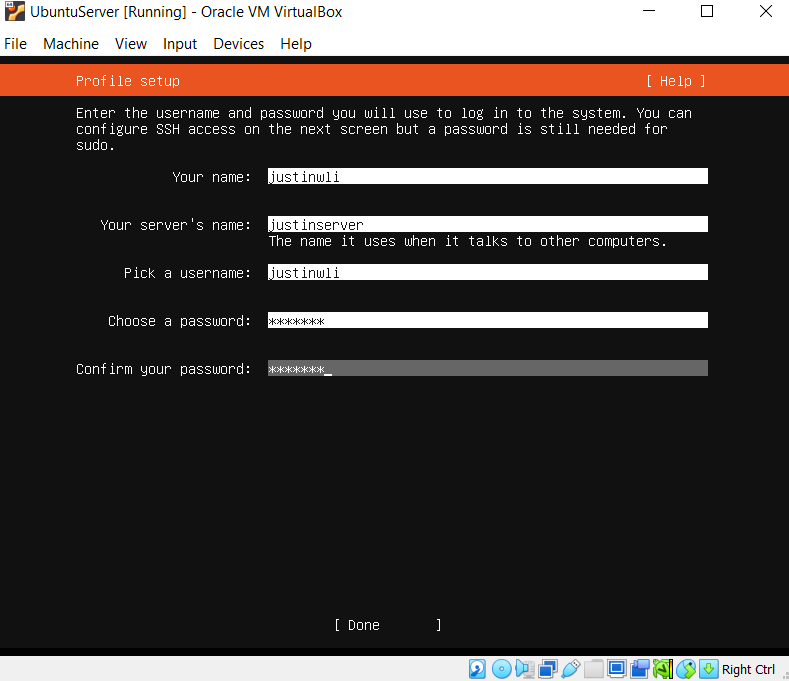 UbuntuServer [Running] - Oracle VM VirtualBox
File Machine View Input Devices Help
Profile setup [ Help ]
Enter the username and password you will use to log in to the system. You can
configure SSH access on the next screen but a password is still needed for
sudo.
Your name: justinwli
Your server's name: justinserver
The name it uses when it talks to other computers.
Pick a username: justinwli
Choose a password: *******
Confirm your password: *******_
[ Done ]
Right Ctrl